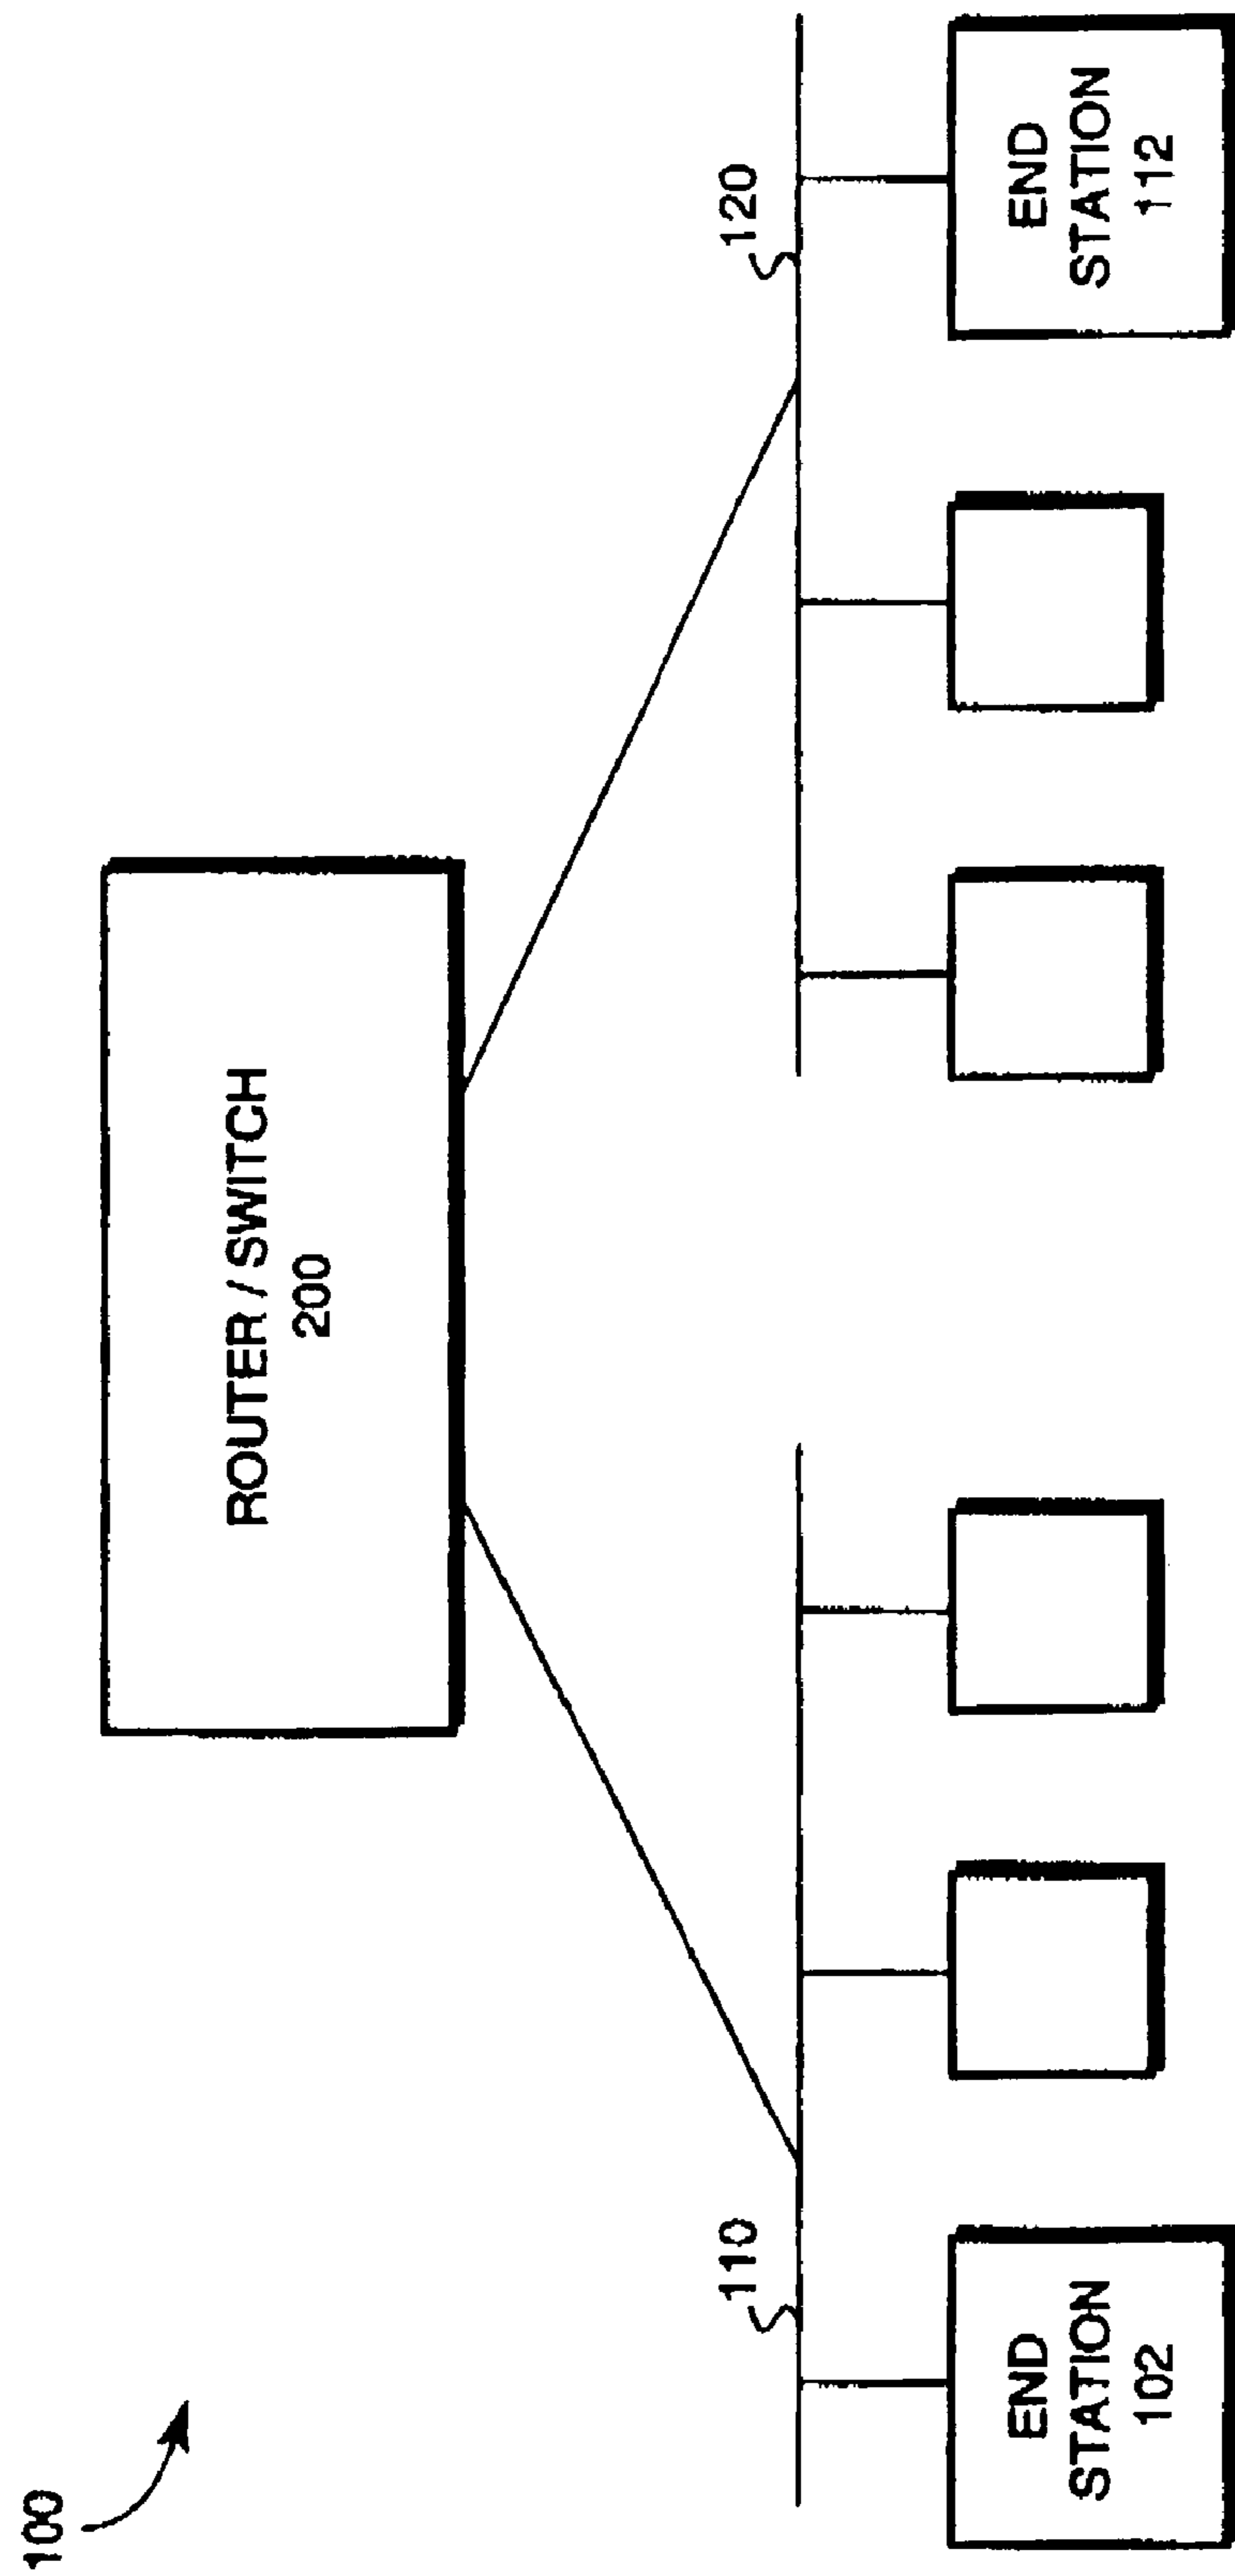 100
ROUTER / SWITCH
200
110
120
END
STATION
102
END
STATION
112